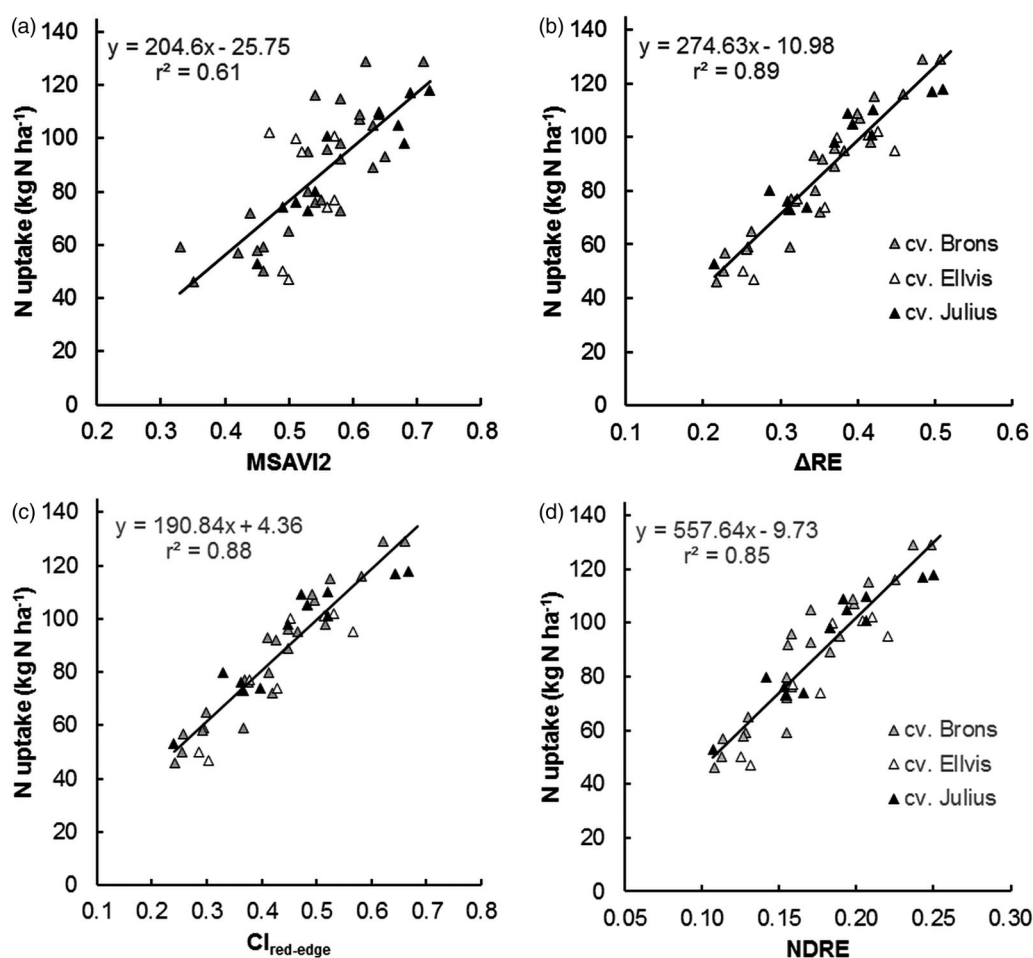 (a)
y = 204.6x - 25.75
r² = 0.61
N uptake (kg N ha⁻¹)
140
120
100
80
60
40
20
0
0.2 0.3 0.4 0.5 0.6 0.7 0.8
MSAVI2
(b)
y = 274.63x - 10.98
r² = 0.89
N uptake (kg N ha⁻¹)
140
120
100
80
60
40
20
0
cv. Brons
cv. Ellvis
cv. Julius
0.1 0.2 0.3 0.4 0.5 0.6
ΔRE
(c)
y = 190.84x + 4.36
r² = 0.88
N uptake (kg N ha⁻¹)
140
120
100
80
60
40
20
0
0.1 0.2 0.3 0.4 0.5 0.6 0.7 0.8
CI red-edge
(d)
y = 557.64x - 9.73
r² = 0.85
N uptake (kg N ha⁻¹)
140
120
100
80
60
40
20
0
cv. Brons
cv. Ellvis
cv. Julius
0.05 0.10 0.15 0.20 0.25 0.30
NDRE